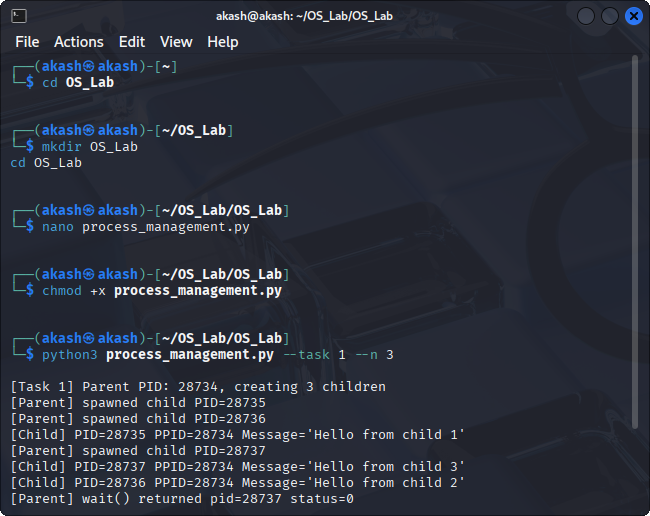 akash@akash: ~/OS_Lab/OS_Lab
File Actions Edit View Help
┌──(akash㉿akash)-[~]
└─$ cd OS_Lab
┌──(akash㉿akash)-[~/OS_Lab]
└─$ mkdir OS_Lab
cd OS_Lab
┌──(akash㉿akash)-[~/OS_Lab/OS_Lab]
└─$ nano process_management.py
┌──(akash㉿akash)-[~/OS_Lab/OS_Lab]
└─$ chmod +x process_management.py
┌──(akash㉿akash)-[~/OS_Lab/OS_Lab]
└─$ python3 process_management.py --task 1 --n 3
[Task 1] Parent PID: 28734, creating 3 children
[Parent] spawned child PID=28735
[Parent] spawned child PID=28736
[Child] PID=28735 PPID=28734 Message='Hello from child 1'
[Parent] spawned child PID=28737
[Child] PID=28737 PPID=28734 Message='Hello from child 3'
[Child] PID=28736 PPID=28734 Message='Hello from child 2'
[Parent] wait() returned pid=28737 status=0